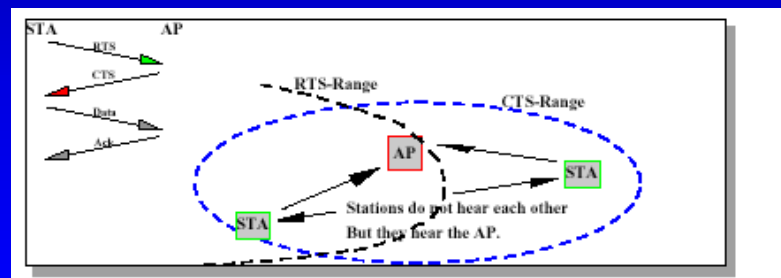 STA AP
RTS
CTS
Data
Ack
RTS-Range
CTS-Range
AP
STA
STA
Stations do not hear each other
But they hear the AP.